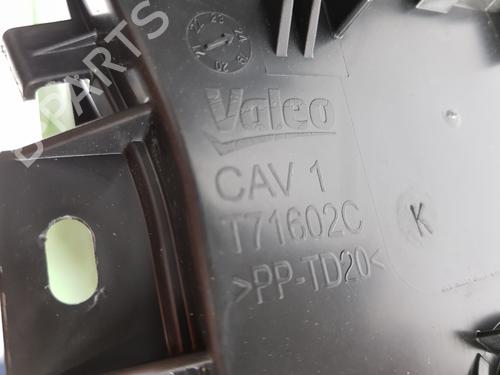 Valeo
CAV 1
T71602C
>PP-TD20<
K
PARTS